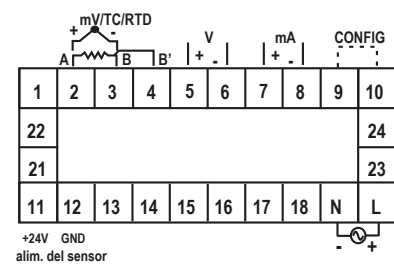 mV/TC/RTD
+ -
A B B'
V
+ -
mA
+ -
CONFIG
1 2 3 4 5 6 7 8 9 10
22 24
21 23
11 12 13 14 15 16 17 18 N L
+24V GND
alim. del sensor
- +